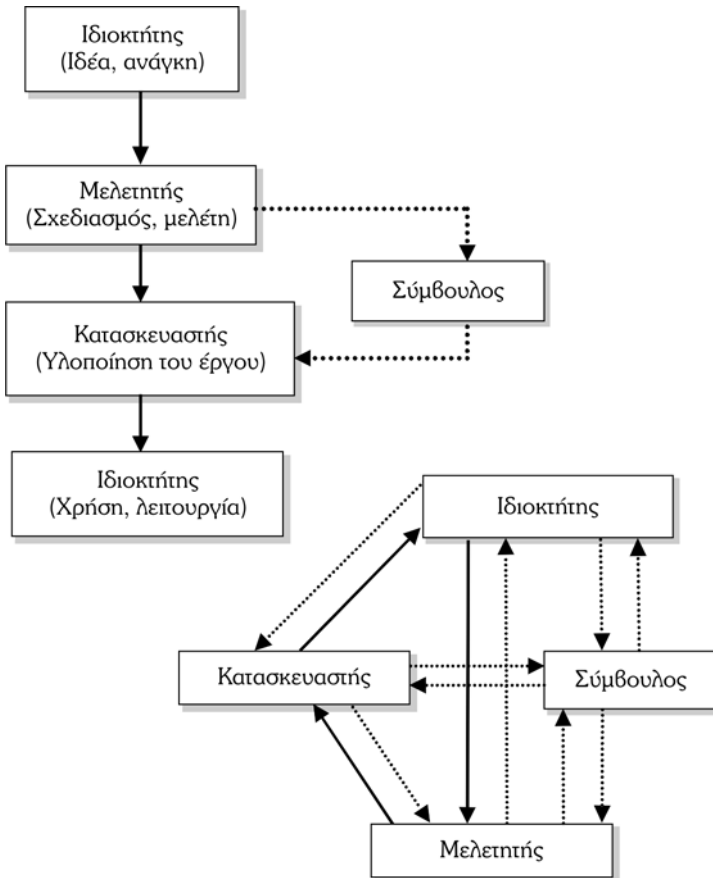 Ιδιοκτήτης
(Ιδέα, ανάγκη)
Μελετητής
(Σχεδιασμός, μελέτη)
Σύμβουλος
Κατασκευαστής
(Υλοποίηση του έργου)
Ιδιοκτήτης
(Χρήση, λειτουργία)
Ιδιοκτήτης
Κατασκευαστής
Σύμβουλος
Μελετητής